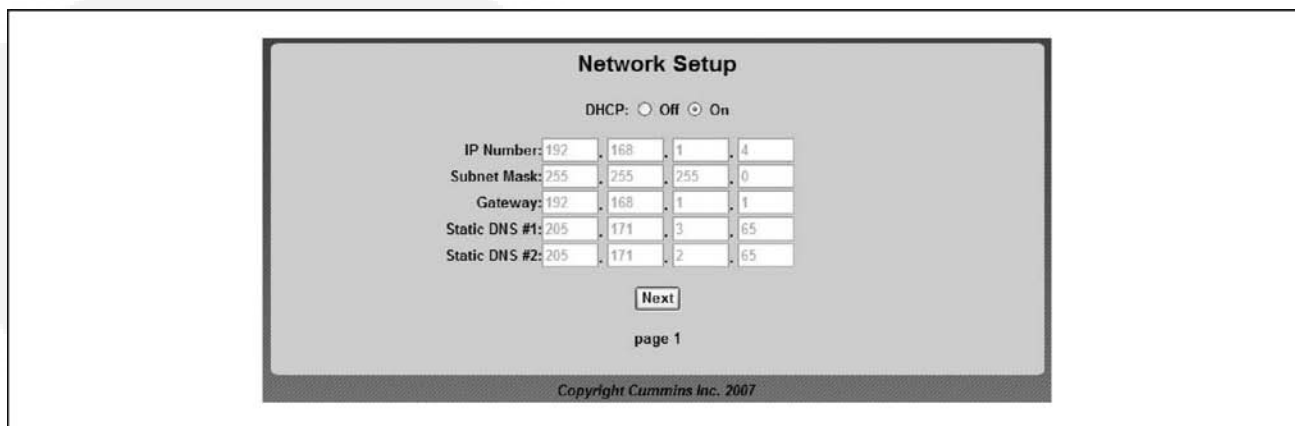 Network Setup
DHCP: Off On
IP Number: 192 . 168 . 1 . 4
Subnet Mask: 255 . 255 . 255 . 0
Gateway: 192 . 168 . 1 . 1
Static DNS #1: 205 . 171 . 3 . 65
Static DNS #2: 205 . 171 . 2 . 65
Next
page 1
Copyright Cummins Inc. 2007